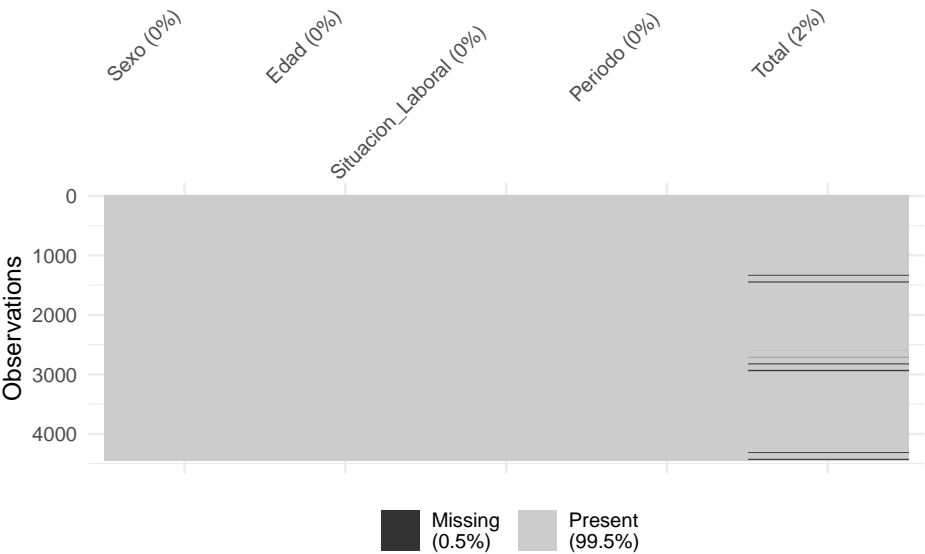 Sexo (0%)
Edad (0%)
Situacion_Laboral (0%)
Periodo (0%)
Total (2%)
Observations
0
1000
2000
3000
4000
Missing
(0.5%)
Present
(99.5%)